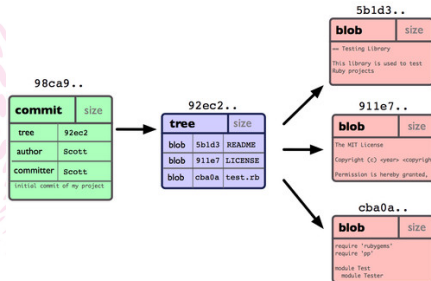 98ca9..
commit size
tree 92ec2
author Scott
committer Scott
initial commit of my project
92ec2..
tree size
blob 5b1d3 README
blob 911e7 LICENSE
blob cba0a test.rb
5b1d3..
blob size
== Testing Library
This library is used to test
Ruby projects
911e7..
blob size
The MIT License
Copyright (c) <year> <copyright
Permission is hereby granted,
cba0a..
blob size
require 'rubygems'
require 'pp'
module Test
module Tester